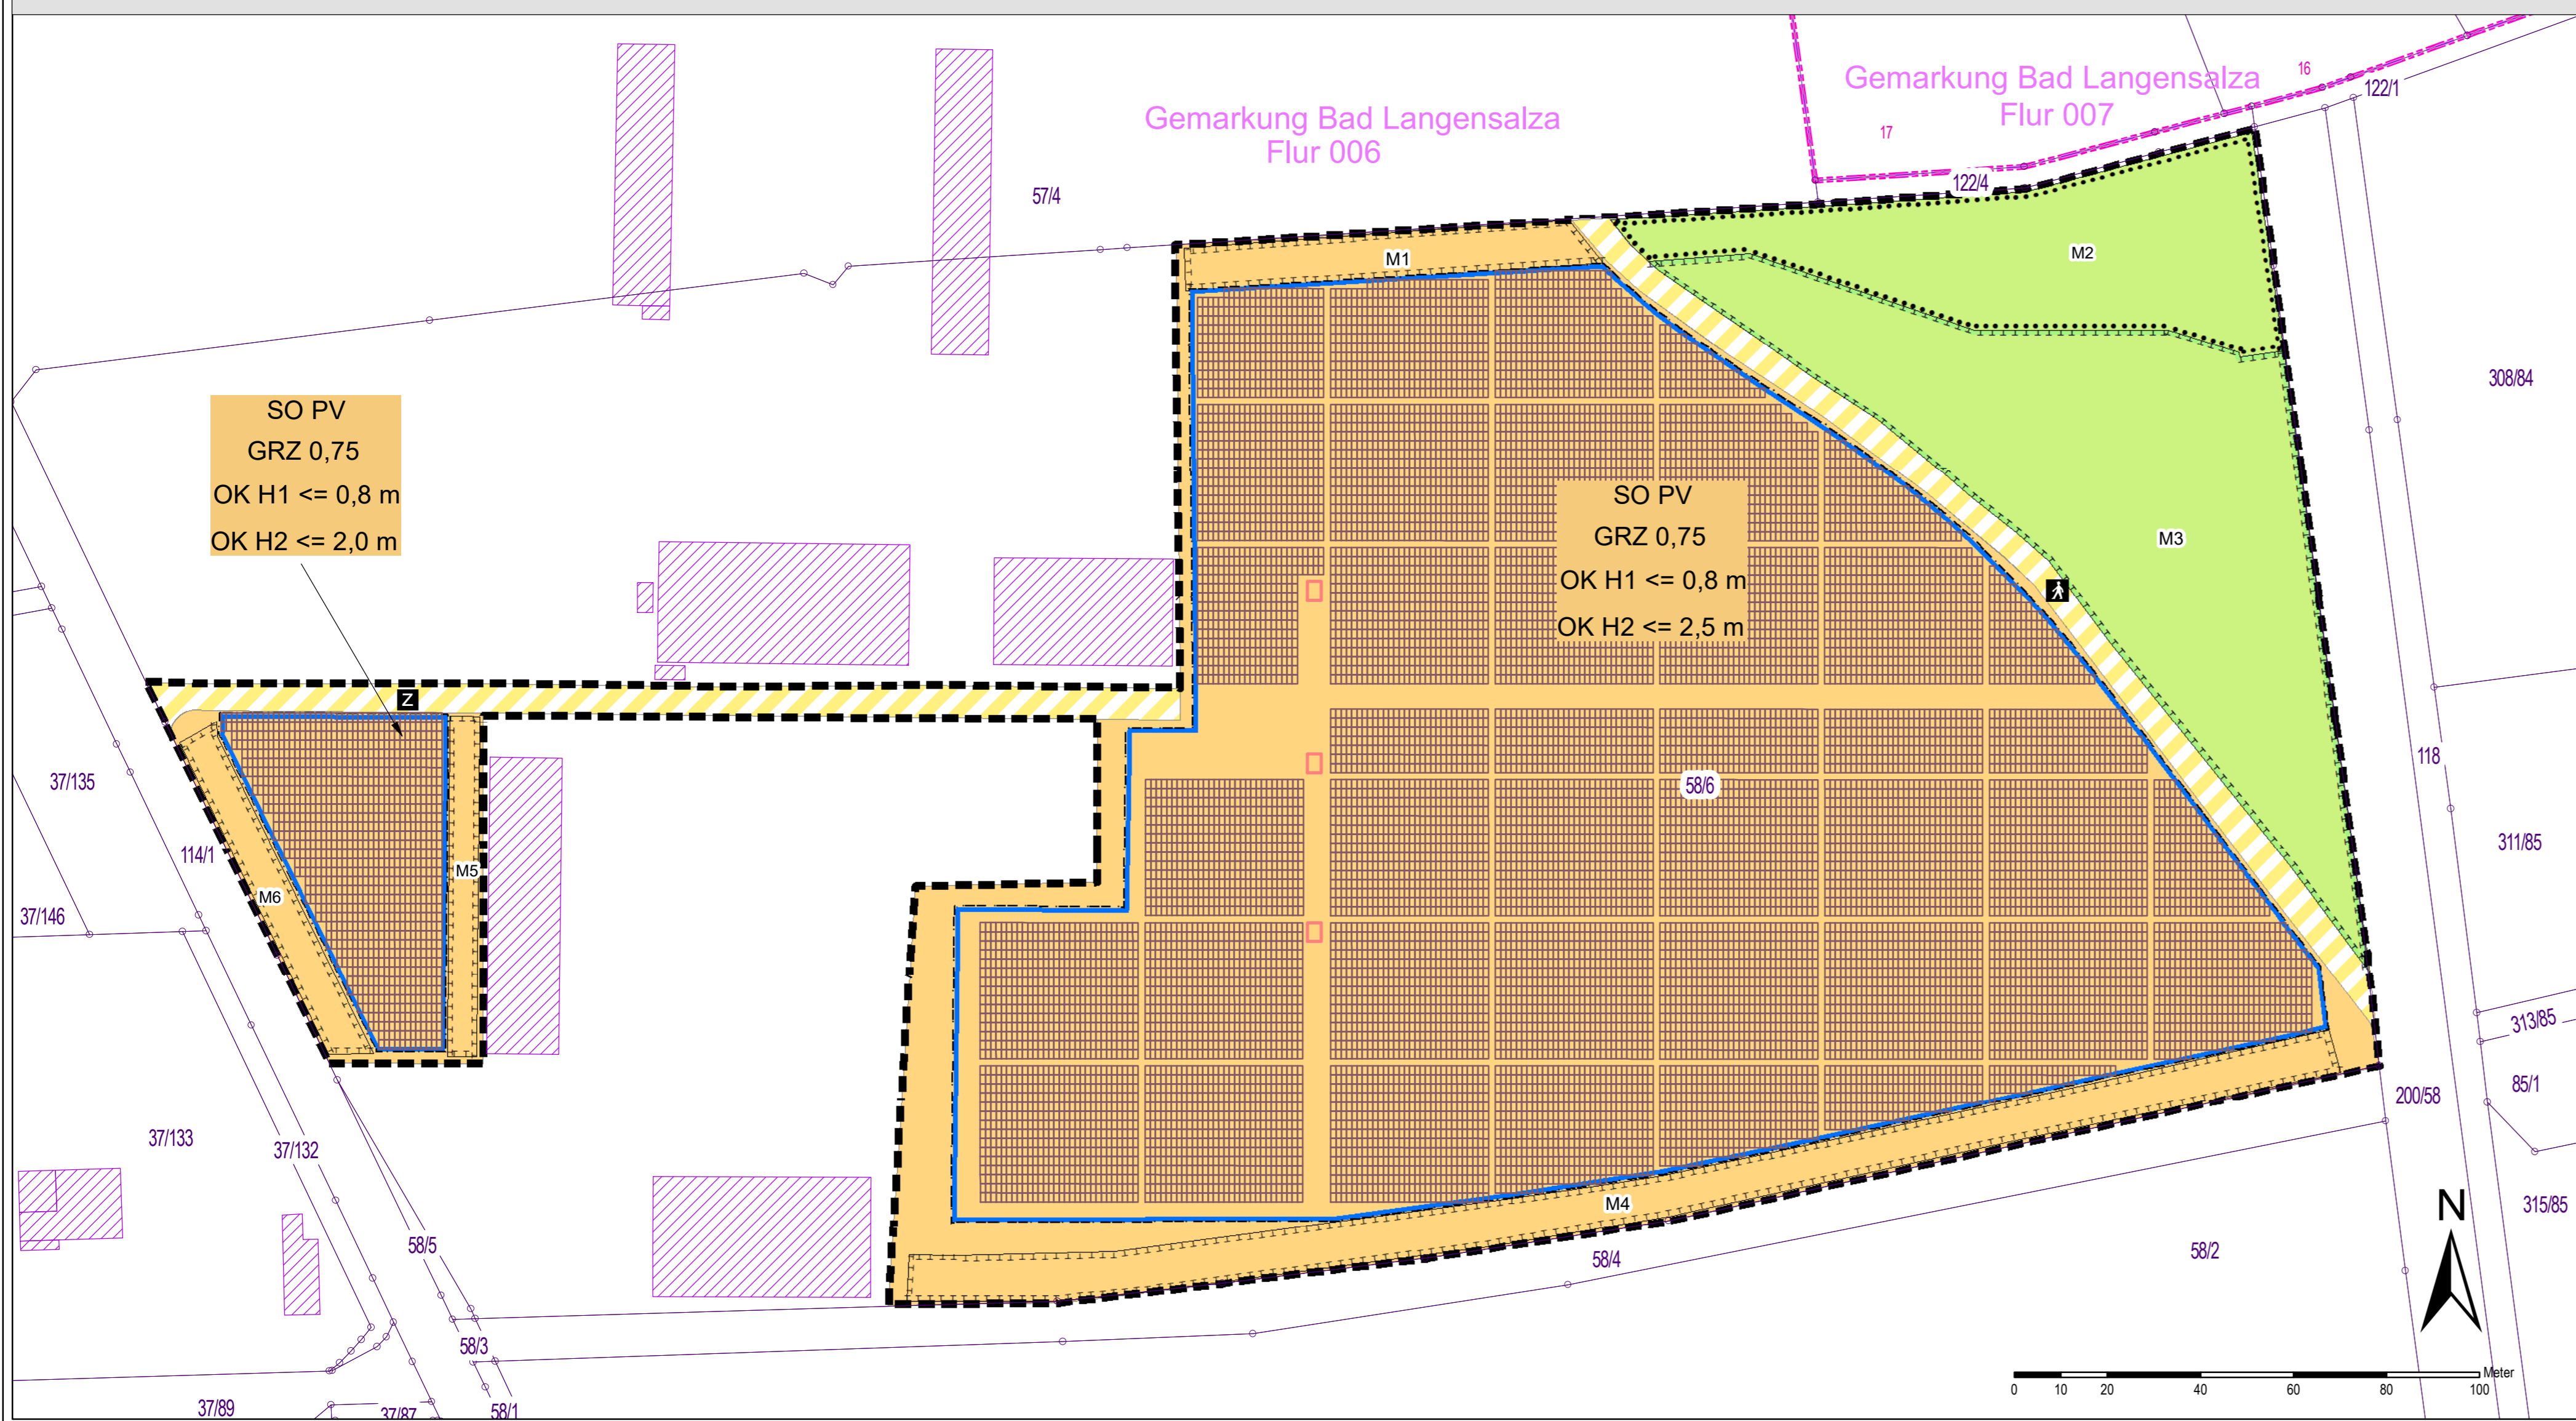 Gemarkung Bad Langensalza
Flur 007
16
122/1
17
Gemarkung Bad Langensalza
Flur 006
122/4
57/4
M1
M2
308/84
SO PV
GRZ 0,75
OK H1 <= 0,8 m
OK H2 <= 2,0 m
SO PV
GRZ 0,75
OK H1 <= 0,8 m
OK H2 <= 2,5 m
M3
Z
118
37/135
58/6
114/1
M5
M6
311/85
37/146
313/85
85/1
200/58
37/133
37/132
M4
315/85
N
58/5
58/4
58/2
58/3
Meter
0 10 20 40 60 80 100
37/89
37/87
58/1